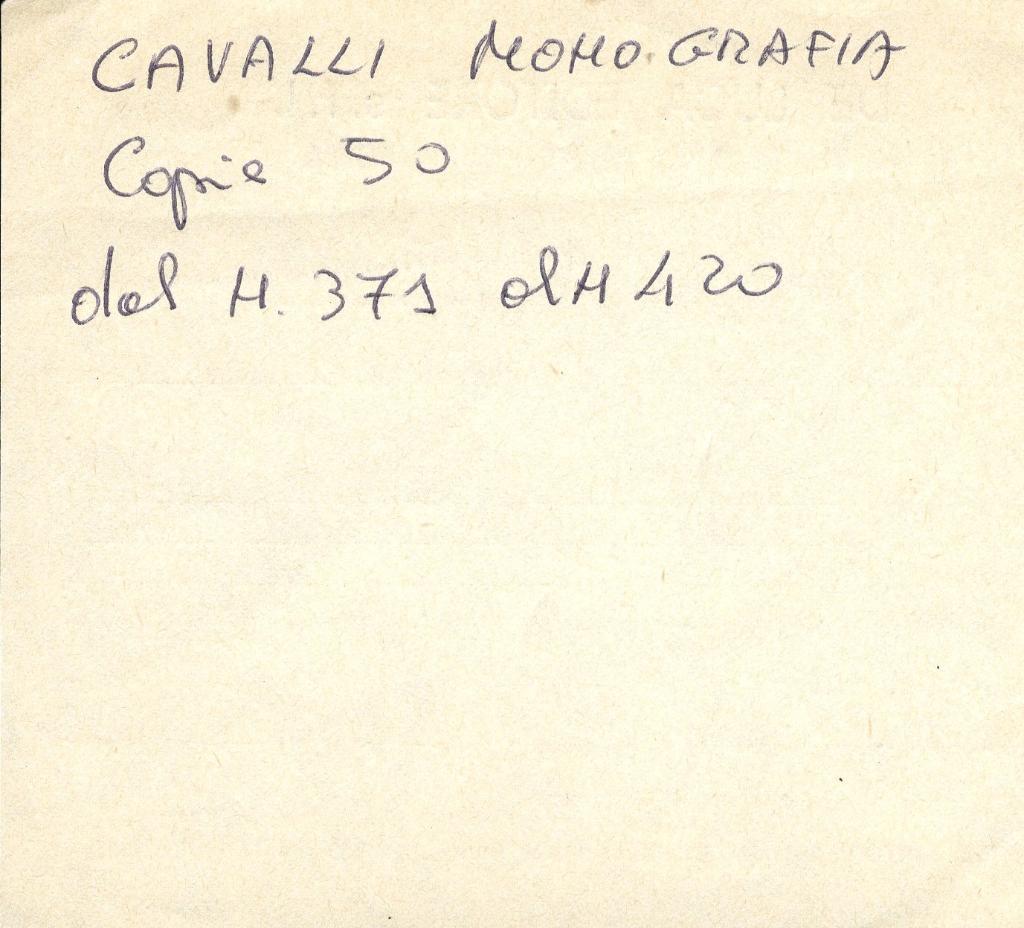 CAVALLI MONOGRAFIA
Copie 50
dal N. 371 al N 420